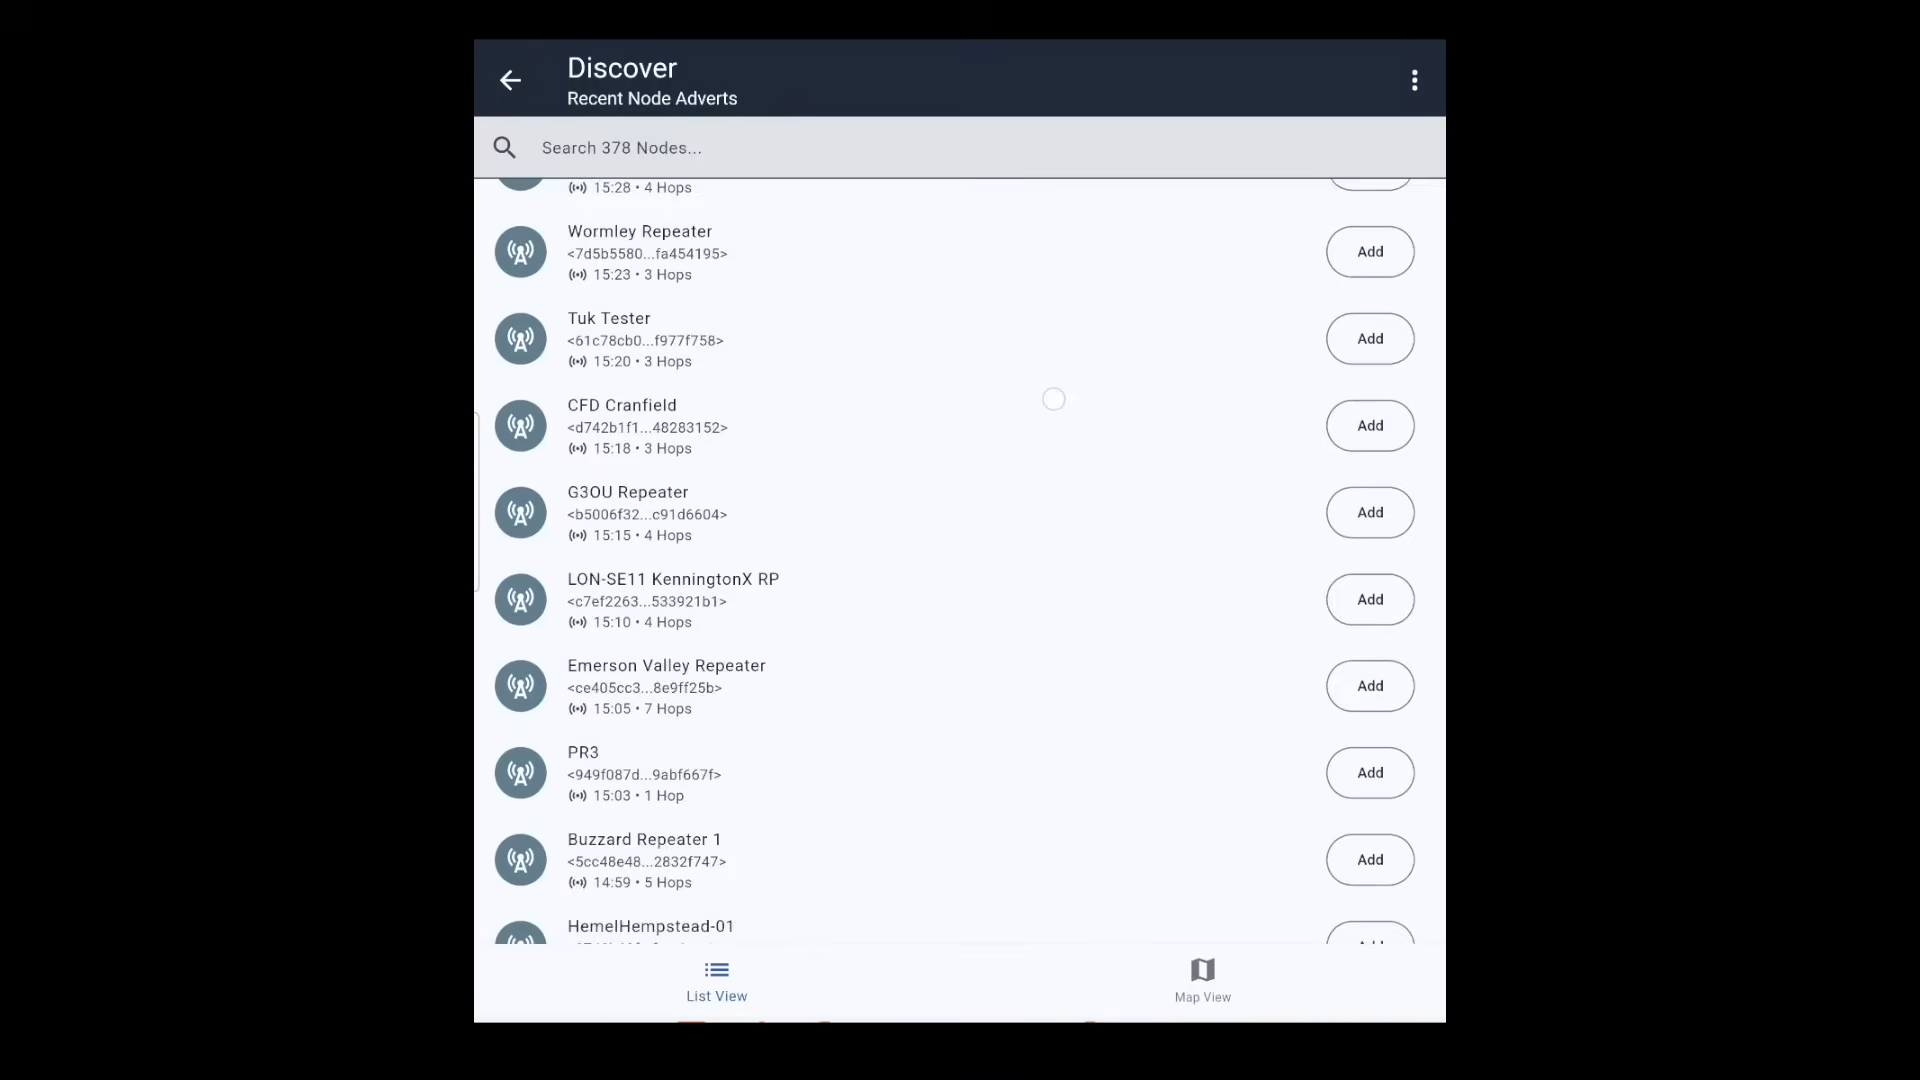 Discover
Recent Node Adverts
Search 378 Nodes...
15:28 • 4 Hops
Wormley Repeater
<7d5b5580...fa454195>
15:23 • 3 Hops
Add
Tuk Tester
<61c78cb0...f977f758>
15:20 • 3 Hops
Add
CFD Cranfield
<d742b1f1...48283152>
15:18 • 3 Hops
Add
G3OU Repeater
<b5006f32...c91d6604>
15:15 • 4 Hops
Add
LON-SE11 KenningtonX RP
<c7ef2263...533921b1>
15:10 • 4 Hops
Add
Emerson Valley Repeater
<ce405cc3...8e9ff25b>
15:05 • 7 Hops
Add
PR3
<949f087d...9abf667f>
15:03 • 1 Hop
Add
Buzzard Repeater 1
<5cc48e48...2832f747>
14:59 • 5 Hops
Add
HemelHempstead-01
List View
Map View